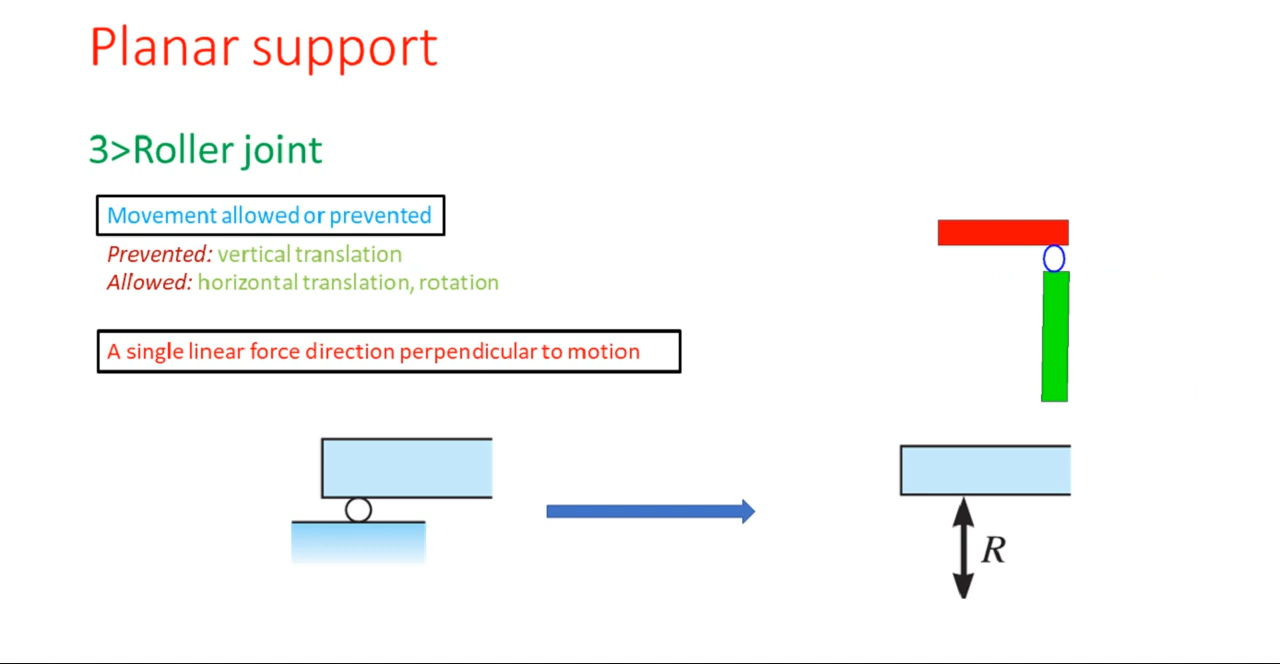 Planar support
3>Roller joint
Movement allowed or prevented
Prevented: vertical translation
Allowed: horizontal translation, rotation
A single linear force direction perpendicular to motion
R